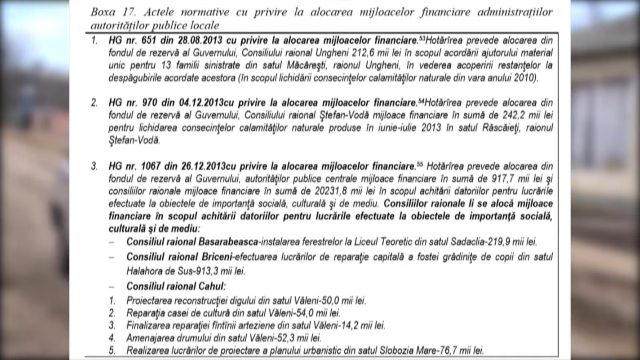 Boxa 17. Actele normative cu privire la alocarea mijloacelor financiare administrațiilor
autorităților publice locale
1. HG nr. 651 din 28.08.2013 cu privire la alocarea mijloacelor financiare.⁵³Hotărîrea prevede alocarea din
fondul de rezervă al Guvernului, Consiliului raional Ungheni 212,6 mii lei în scopul acordării ajutorului material
unic pentru 13 familii sinistrate din satul Măcărești, raionul Ungheni, în vederea acoperirii restanțelor la
despăgubirile acordate acestora (în scopul lichidării consecințelor calamităților naturale din vara anului 2010).
2. HG nr. 970 din 04.12.2013cu privire la alocarea mijloacelor financiare.⁵⁴Hotărîrea prevede alocarea din
fondul de rezervă al Guvernului, Consiliului raional Ștefan-Vodă mijloace financiare în sumă de 242,2 mii lei
pentru lichidarea consecințelor calamităților naturale produse în iunie-iulie 2013 în satul Răscăieți, raionul
Ștefan-Vodă.
3. HG nr. 1067 din 26.12.2013cu privire la alocarea mijloacelor financiare.⁵⁵ Hotărîrea prevede alocarea din
fondul de rezervă al Guvernului, autorităților publice centrale mijloace financiare în sumă de 917,7 mii lei și
consiliilor raionale mijloace financiare în sumă de 20231,8 mii lei în scopul achitării datoriilor pentru lucrările
efectuate la obiectele de importanță socială, culturală și de mediu. Consiliilor raionale li se alocă mijloace
financiare în scopul achitării datoriilor pentru lucrările efectuate la obiectele de importanță socială,
culturală și de mediu:
– Consiliul raional Basarabeasca-instalarea ferestrelor la Liceul Teoretic din satul Sadaclia-219,9 mii lei.
– Consiliul raional Briceni-efectuarea lucrărilor de reparație capitală a fostei grădinițe de copii din satul
Halahora de Sus-913,3 mii lei.
– Consiliul raional Cahul:
1. Proiectarea reconstrucției digului din satul Văleni-50,0 mii lei.
2. Reparația casei de cultură din satul Văleni-54,0 mii lei.
3. Finalizarea reparației fîntînii arteziene din satul Văleni-14,2 mii lei.
4. Amenajarea drumului din satul Văleni-52,3 mii lei.
5. Realizarea lucrărilor de proiectare a planului urbanistic din satul Slobozia Mare-76,7 mii lei.